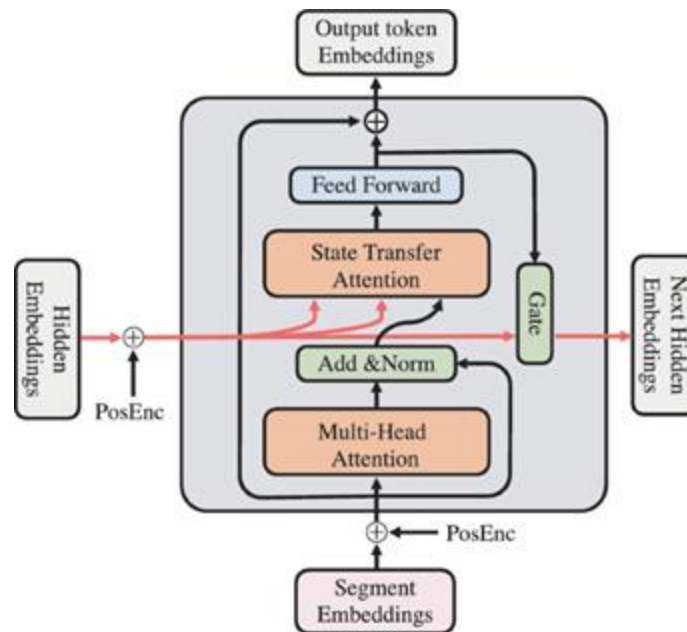 Output token
Embeddings
Feed Forward
State Transfer
Attention
Hidden
Embeddings
Gate
Next Hidden
Embeddings
PosEnc
Add &Norm
Multi-Head
Attention
PosEnc
Segment
Embeddings